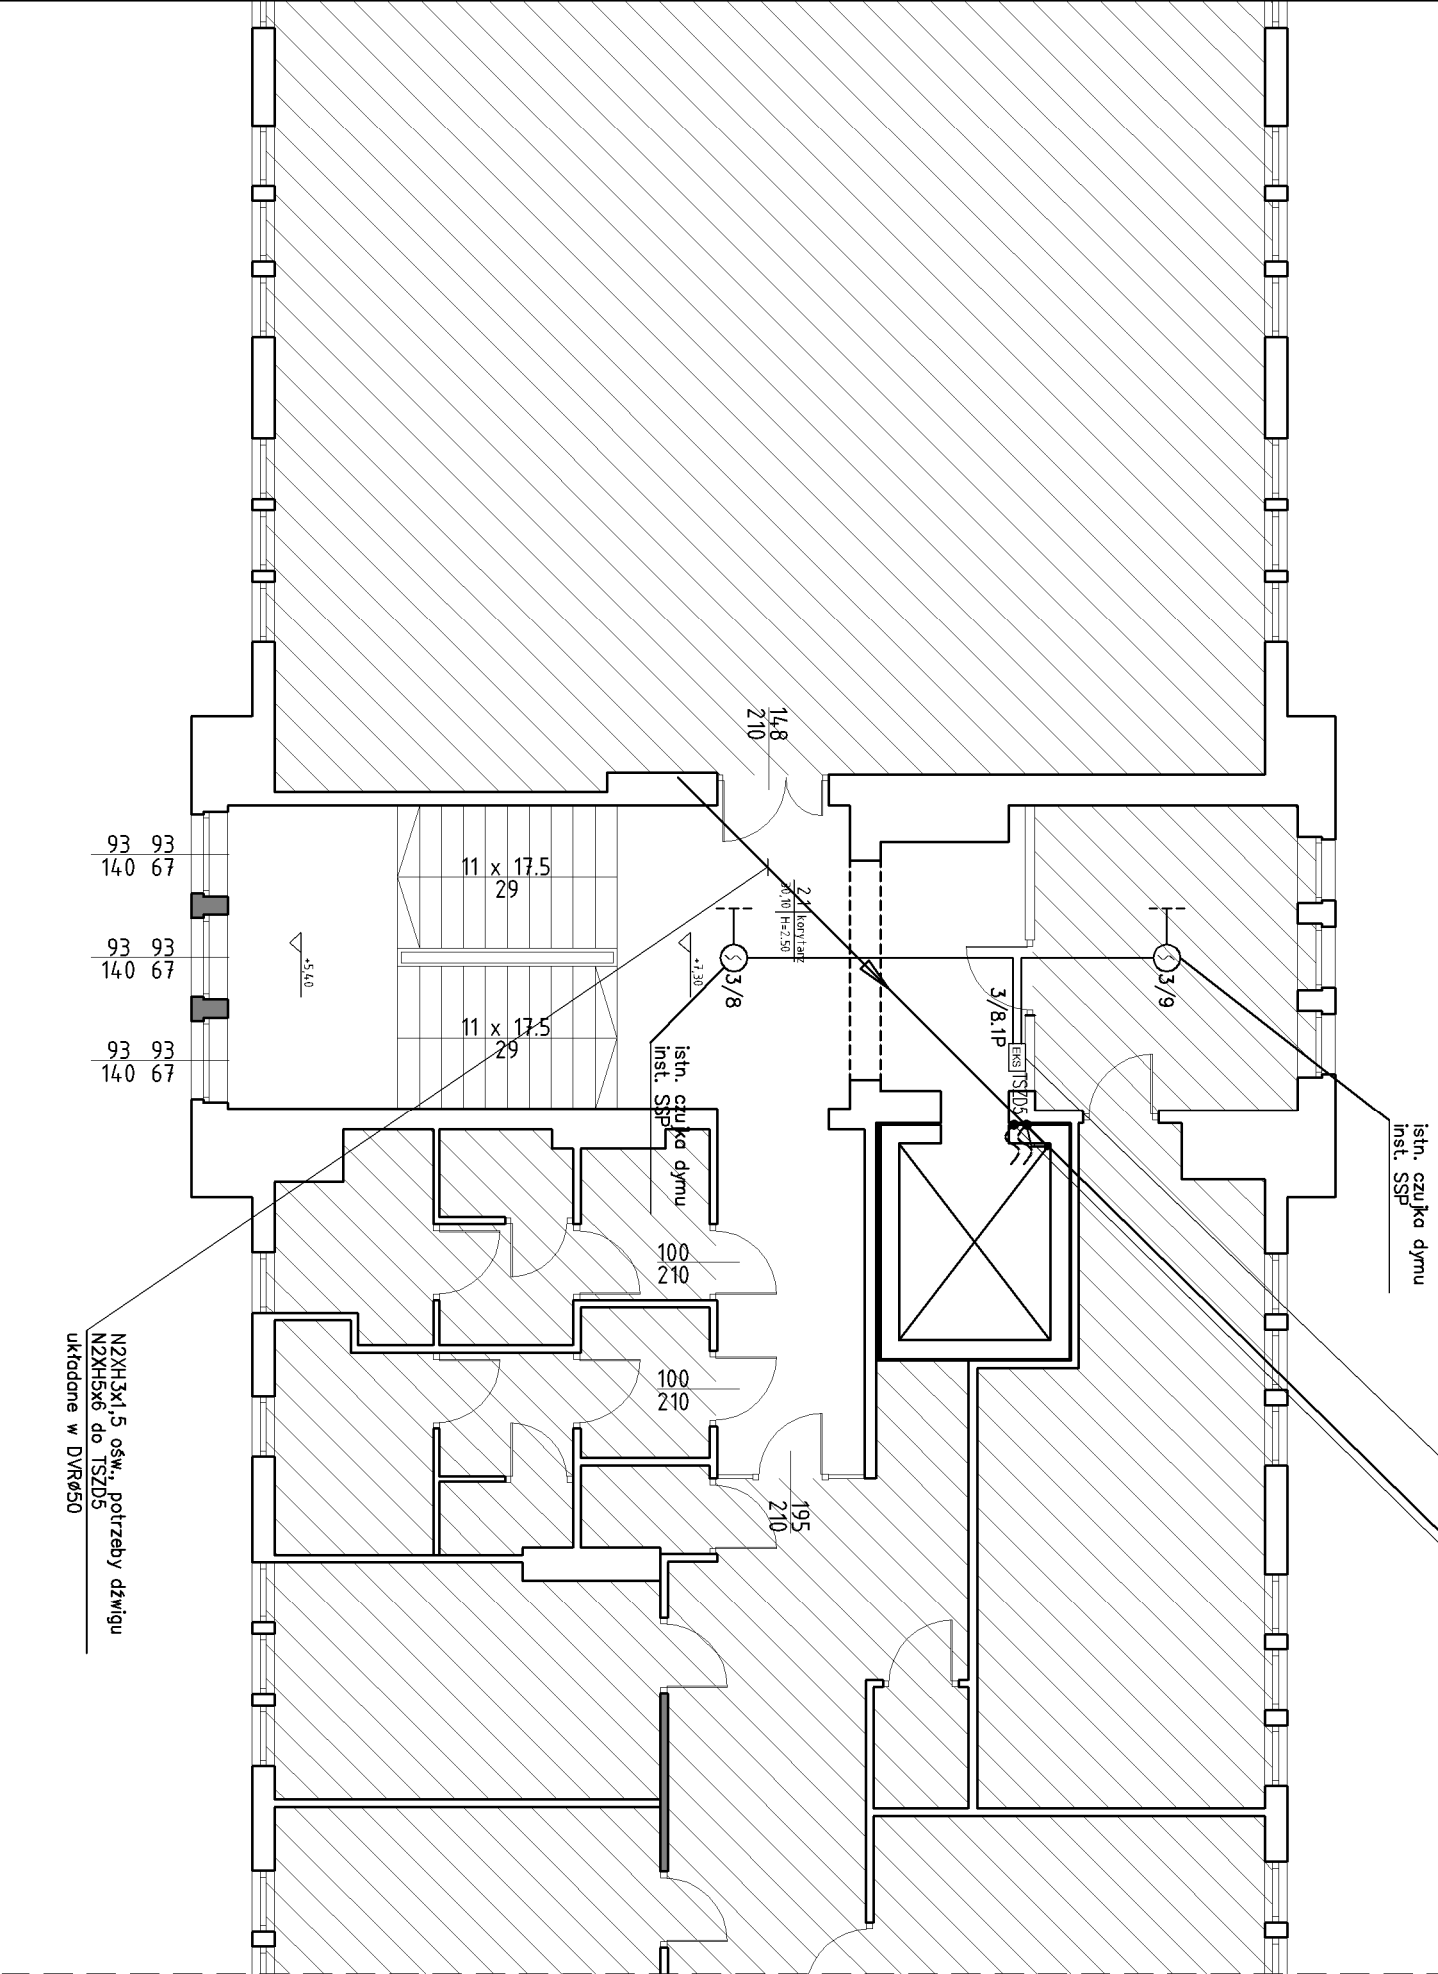 148
210
2.1 korytarz
30,10 H=2.50
93 93
140 67
93 93
140 67
93 93
140 67
11 x 17.5
29
11 x 17.5
29
+5,40
+7,30
3/8
3/9
3/8.1P
EKS
TSZD5
istn. czujka dymu
inst. SSP
istn. czujka dymu
inst. SSP
100
210
100
210
195
210
N2XH3x1,5 ośw., potrzeby dźwigu
N2XH5x6 do TSZD5
układane w DVRø50